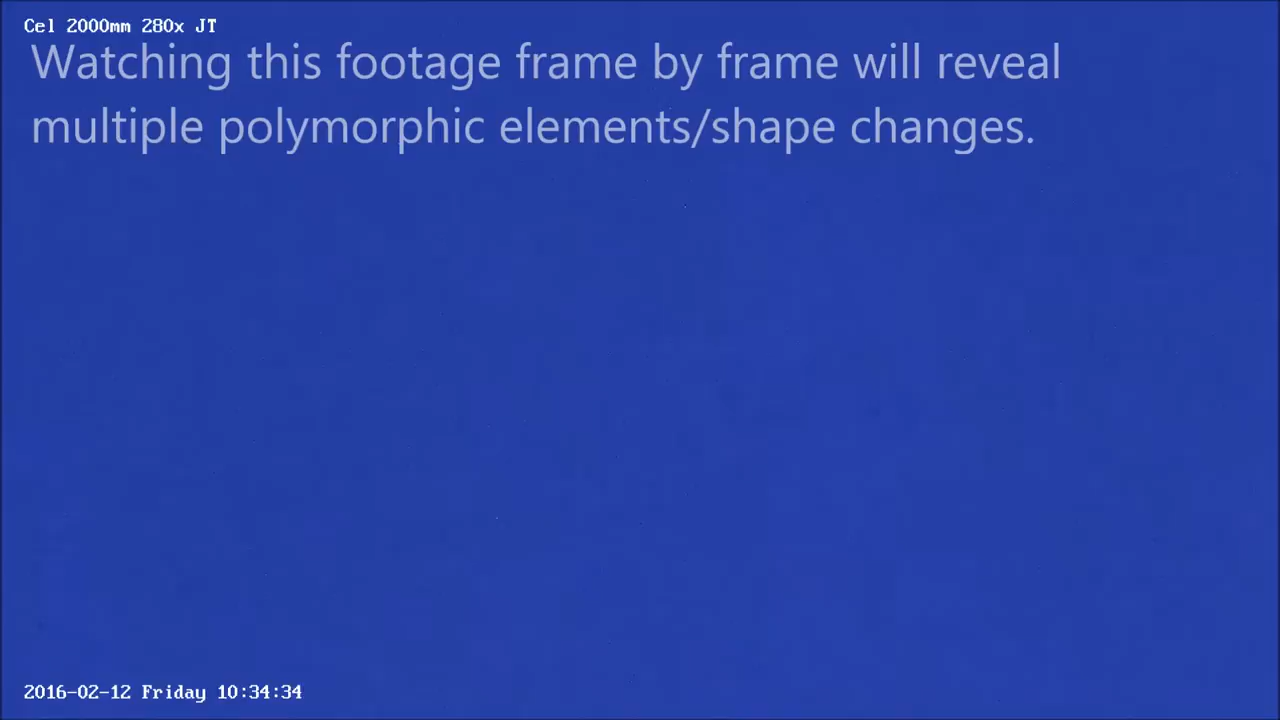 Cel 2000mm 280x JT
Watching this footage frame by frame will reveal
multiple polymorphic elements/shape changes.
2016-02-12 Friday 10:34:34